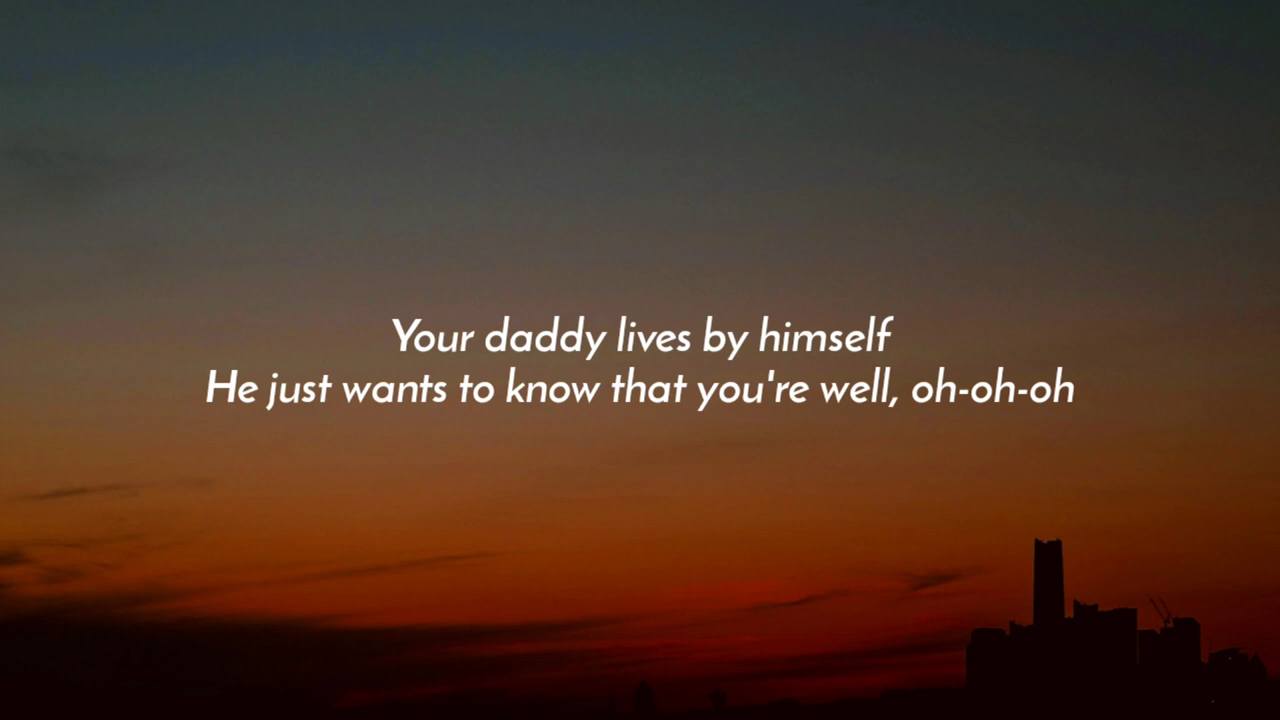 Your daddy lives by himself
He just wants to know that you're well, oh-oh-oh